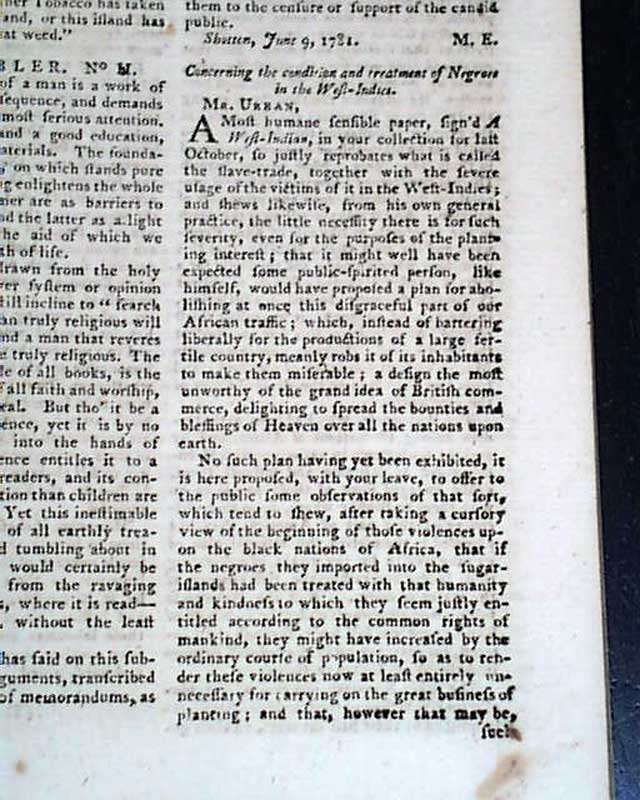 Tobacco has taken
and, or this iſland has
weed."
Nº II.
of a man is a work of
ſequence, and demands
moſt ſerious attention.
and a good education,
The founda-
on which ſtands pure
enlightens the whole
are as barriers to
the latter as a light
the aid of which we
of life.
drawn from the holy
ſyſtem or opinion
ſtill incline to “ ſearch
truly religious will
and a man that reveres
truly religious. The
of all books, is the
all faith and worſhip,
But tho' it be a
yet it is by no
into the hands of
entitles it to a
readers, and its con-
than children are
Yet this ineſtimable
of all earthly trea-
tumbling about in
would certainly be
from the ravaging
where it is read—
without the leaſt
has ſaid on this ſub-
tranſcribed
of memorandums, as
them to the cenſure or ſupport of the candid
public.
Shotten, June 9, 1781. M. E.
Concerning the condition and treatment of Negroes
in the Weſt-Indies.
Mr. Urban,
A Moſt humane ſenſible paper, ſign'd A
Weſt-Indian, in your collection for laſt
October, ſo juſtly reprobates what is called
the ſlave-trade, together with the ſevere
uſage of the victims of it in the Weſt-Indies;
and ſhews likewiſe, from his own general
practice, the little neceſſity there is for ſuch
ſeverity, even for the purpoſes of the plant-
ing intereſt; that it might well have been
expected ſome public-ſpirited perſon, like
himſelf, would have propoſed a plan for abo-
liſhing at once this diſgraceful part of our
African traffic; which, inſtead of bartering
liberally for the productions of a large fer-
tile country, meanly robs it of its inhabitants
to make them miſerable; a deſign the moſt
unworthy of the grand idea of Britiſh com-
merce, delighting to ſpread the bounties and
bleſſings of Heaven over all the nations upon
earth.
No ſuch plan having yet been exhibited, it
is here propoſed, with your leave, to offer to
the public ſome obſervations of that ſort,
which tend to ſhew, after taking a curſory
view of the beginning of thoſe violences up-
on the black nations of Africa, that if
the negroes they imported into the ſugar-
iſlands had been treated with that humanity
and kindneſs to which they ſeem juſtly en-
titled according to the common rights of
mankind, they might have increaſed by the
ordinary courſe of population, ſo as to ren-
der theſe violences now at leaſt entirely un-
neceſſary for carrying on the great buſineſs of
planting; and that, however that may be,
ſuch